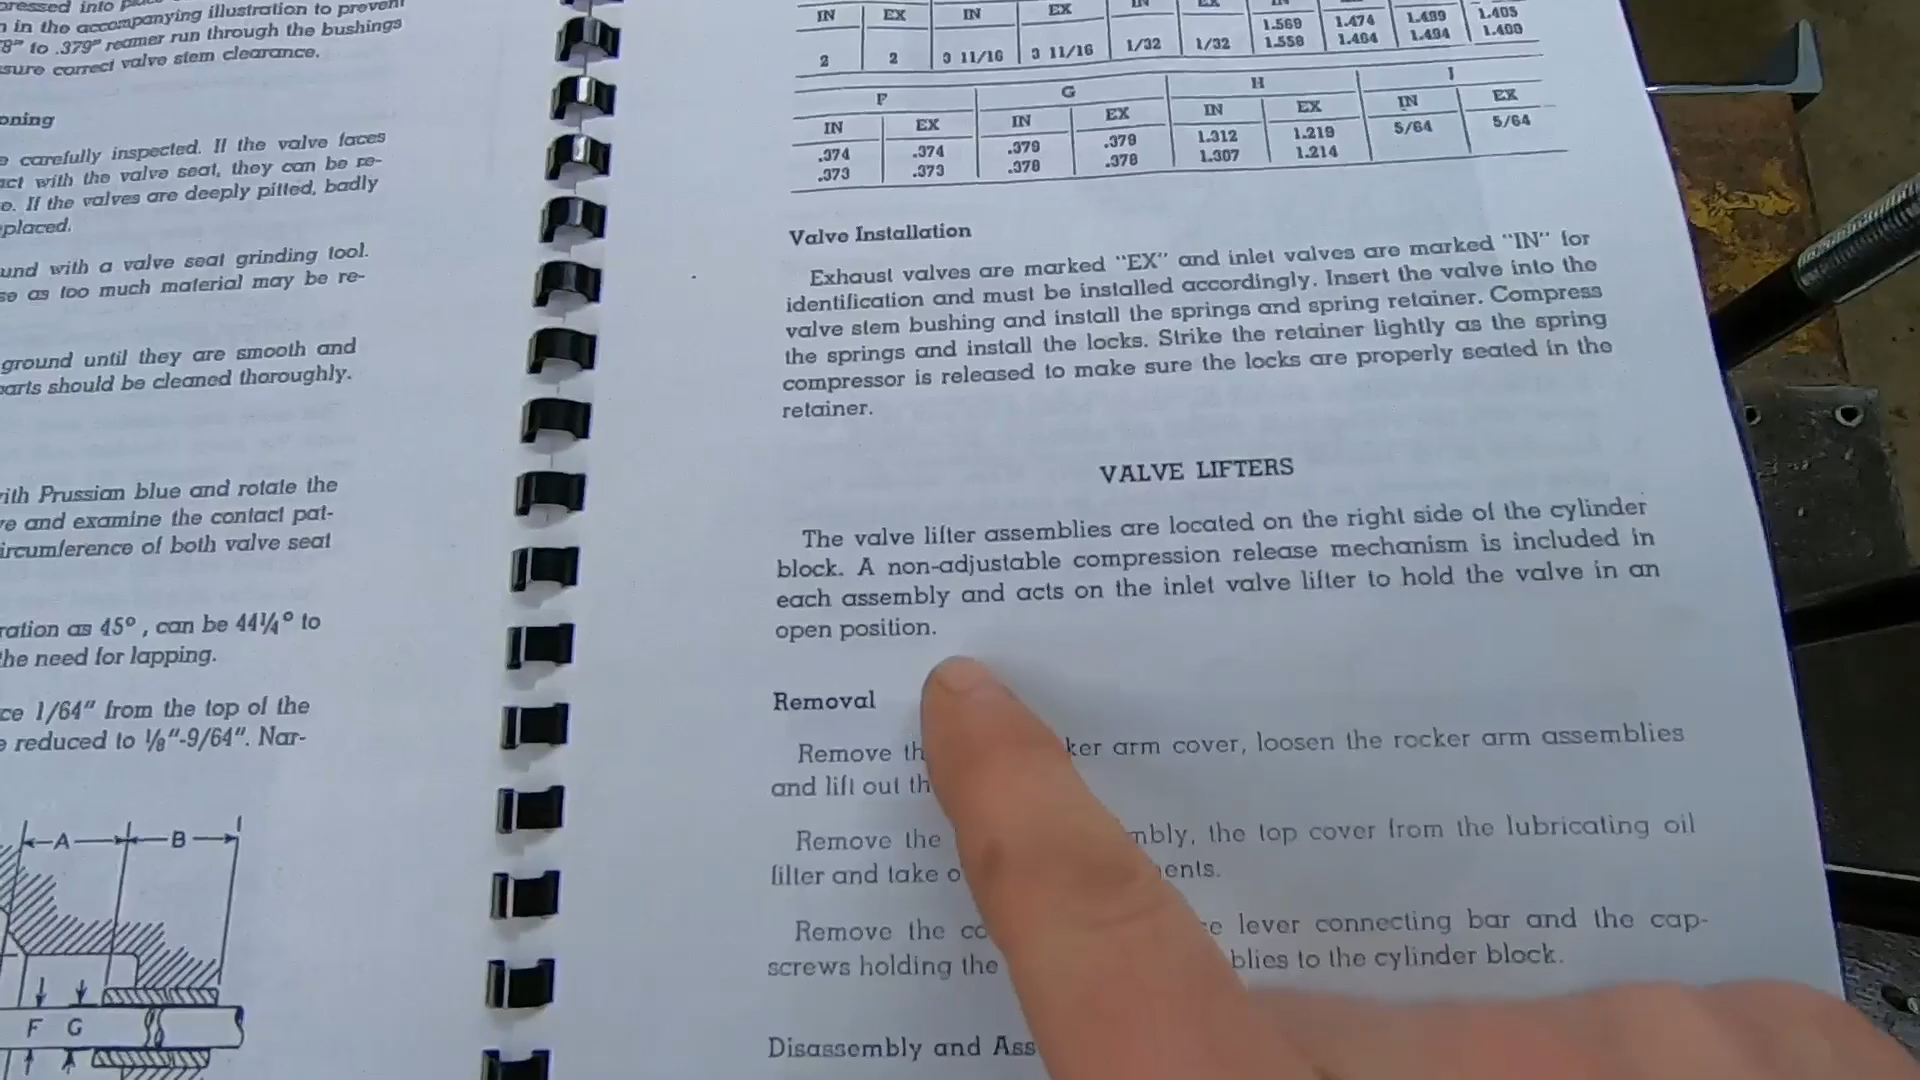 pressed into
in the accompanying illustration to prevent
8" to .379" reamer run through the bushings
sure correct valve stem clearance.
oning
e carefully inspected. If the valve faces
act with the valve seat, they can be re-
e. If the valves are deeply pitted, badly
placed.
und with a valve seat grinding tool.
se as too much material may be re-
ground until they are smooth and
parts should be cleaned thoroughly.
with Prussian blue and rotate the
ve and examine the contact pat-
ircumference of both valve seat
ration as 45°, can be 44¼° to
the need for lapping.
ce 1/64" from the top of the
e reduced to ⅛"-9/64". Nar-
A B
F G
IN EX IN EX IN EX IN
2 2 3 11/16 3 11/16 1/32 1/32 1.569 1.474 1.499 1.405
1.558 1.464 1.494 1.400
F G H I
IN EX IN EX IN EX IN EX
.374 .374 .379 .379 1.312 1.219 5/64 5/64
.373 .373 .378 .378 1.307 1.214
Valve Installation
Exhaust valves are marked "EX" and inlet valves are marked "IN" for
identification and must be installed accordingly. Insert the valve into the
valve stem bushing and install the springs and spring retainer. Compress
the springs and install the locks. Strike the retainer lightly as the spring
compressor is released to make sure the locks are properly seated in the
retainer.
VALVE LIFTERS
The valve lifter assemblies are located on the right side of the cylinder
block. A non-adjustable compression release mechanism is included in
each assembly and acts on the inlet valve lifter to hold the valve in an
open position.
Removal
Remove th ker arm cover, loosen the rocker arm assemblies
and lift out th
Remove the mbly, the top cover from the lubricating oil
filter and take o ents.
Remove the co e lever connecting bar and the cap-
screws holding the blies to the cylinder block.
Disassembly and Ass